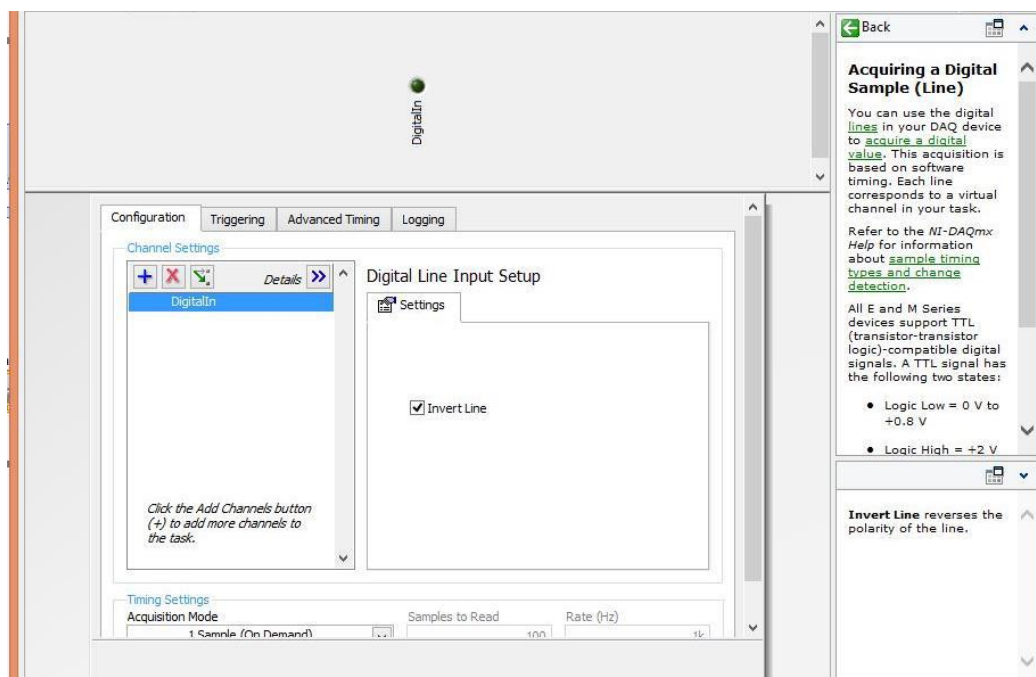 DigitalIn
Configuration
Triggering
Advanced Timing
Logging
Channel Settings
Details
DigitalIn
Click the Add Channels button
(+) to add more channels to
the task.
Digital Line Input Setup
Settings
Invert Line
Timing Settings
Acquisition Mode
1 Sample (On Demand)
Samples to Read
100
Rate (Hz)
1k
Back
Acquiring a Digital
Sample (Line)
You can use the digital
lines in your DAQ device
to acquire a digital
value. This acquisition is
based on software
timing. Each line
corresponds to a virtual
channel in your task.
Refer to the NI-DAQmx
Help for information
about sample timing
types and change
detection.
All E and M Series
devices support TTL
(transistor-transistor
logic)-compatible digital
signals. A TTL signal has
the following two states:
• Logic Low = 0 V to
+0.8 V
• Logic High = +2 V
Invert Line reverses the
polarity of the line.